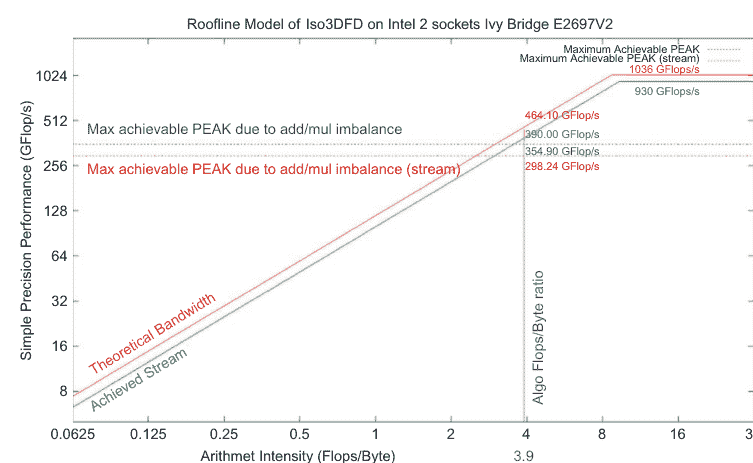 Roofline Model of Iso3DFD on Intel 2 sockets Ivy Bridge E2697V2
Maximum Achievable PEAK
Maximum Achievable PEAK (stream)
1036 GFlops/s
930 GFlops/s
1024
512
256
128
64
32
16
8
Simple Precision Performance (GFlop/s)
464.10 GFlop/s
Max achievable PEAK due to add/mul imbalance
390.00 GFlop/s
354.90 GFlop/s
Max achievable PEAK due to add/mul imbalance (stream)
298.24 GFlop/s
Theoretical Bandwidth
Achieved Stream
Algo Flops/Byte ratio
0.0625 0.125 0.25 0.5 1 2 4 8 16 3
Arithmet Intensity (Flops/Byte)
3.9